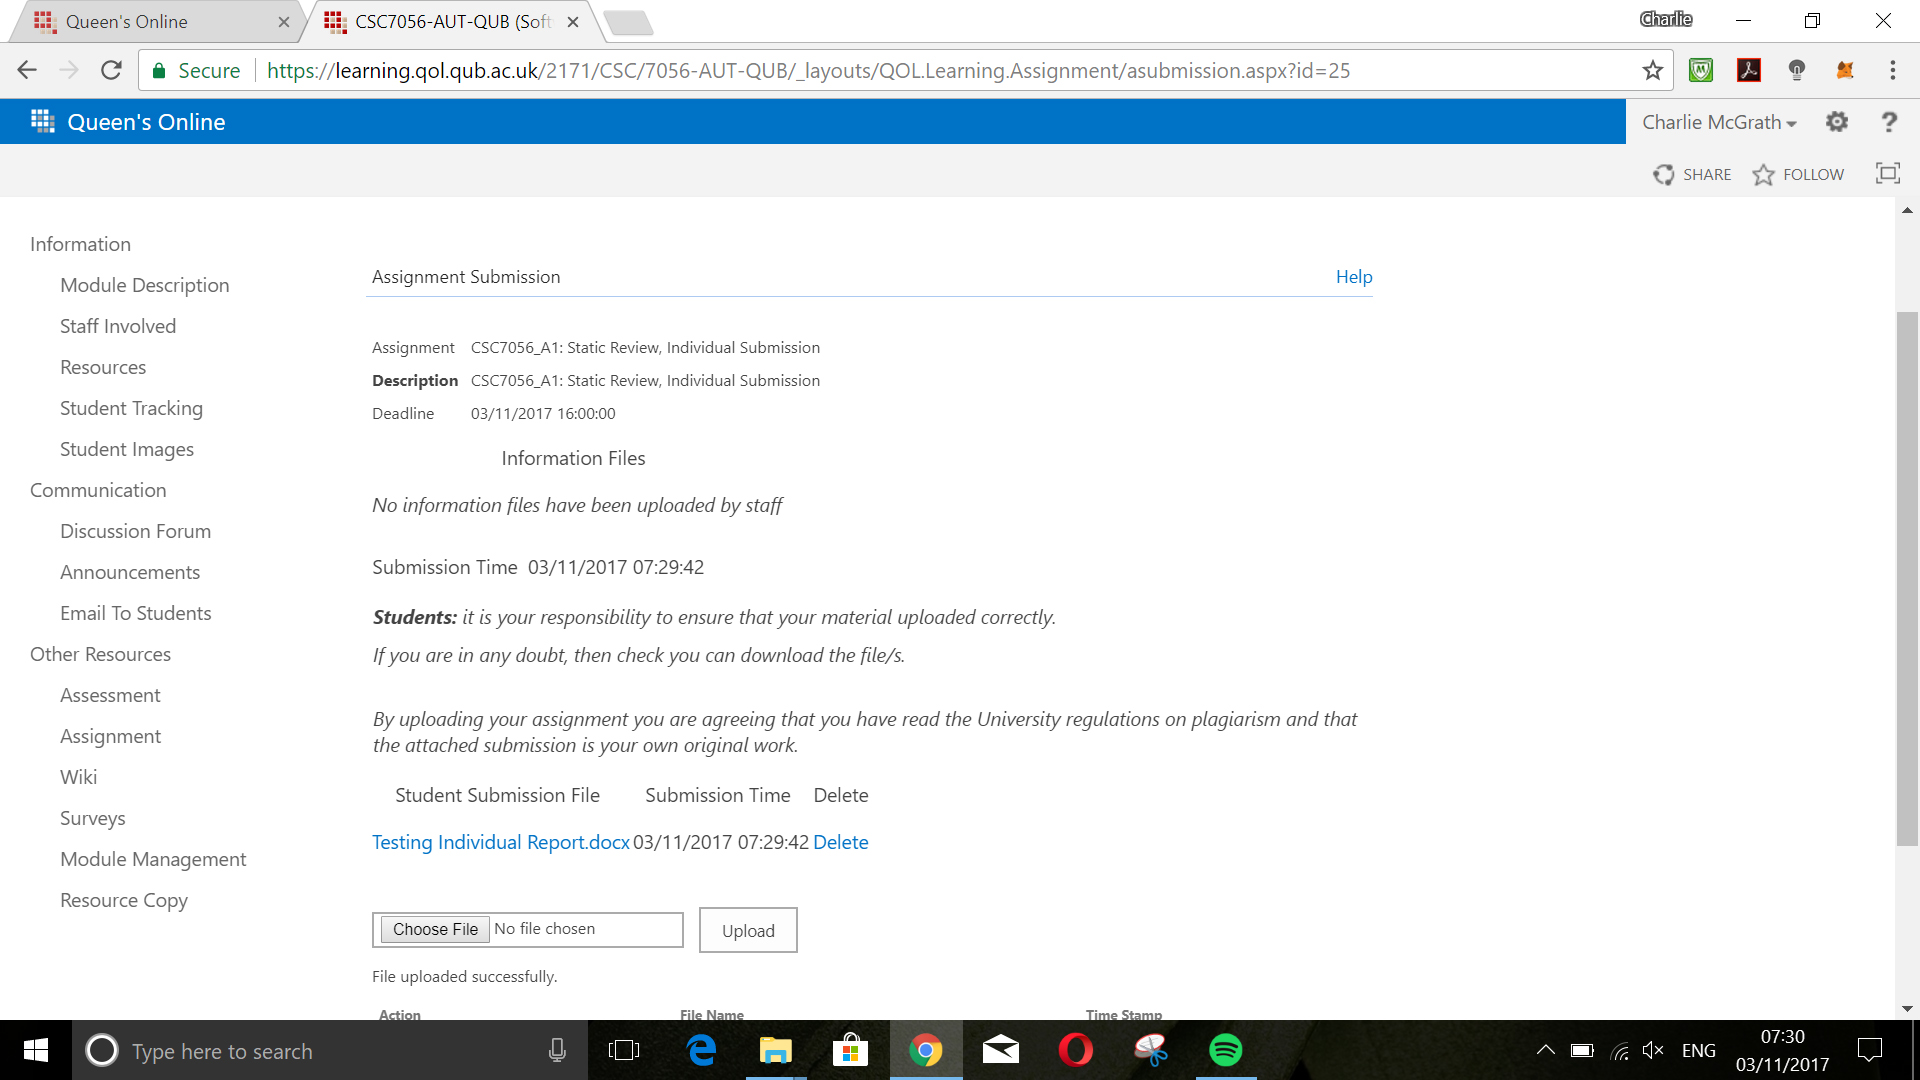 Queen's Online
CSC7056-AUT-QUB (Soft
Charlie
Secure
https://learning.qol.qub.ac.uk/2171/CSC/7056-AUT-QUB/_layouts/QOL.Learning.Assignment/asubmission.aspx?id=25
Queen's Online
Charlie McGrath
SHARE
FOLLOW
Information
Module Description
Staff Involved
Resources
Student Tracking
Student Images
Communication
Discussion Forum
Announcements
Email To Students
Other Resources
Assessment
Assignment
Wiki
Surveys
Module Management
Resource Copy
Assignment Submission
Help
Assignment CSC7056_A1: Static Review, Individual Submission
Description CSC7056_A1: Static Review, Individual Submission
Deadline 03/11/2017 16:00:00
Information Files
No information files have been uploaded by staff
Submission Time 03/11/2017 07:29:42
Students: it is your responsibility to ensure that your material uploaded correctly.
If you are in any doubt, then check you can download the file/s.
By uploading your assignment you are agreeing that you have read the University regulations on plagiarism and that
the attached submission is your own original work.
Student Submission File Submission Time Delete
Testing Individual Report.docx 03/11/2017 07:29:42 Delete
Choose File No file chosen
Upload
File uploaded successfully.
Action File Name Time Stamp
Type here to search
ENG
07:30
03/11/2017